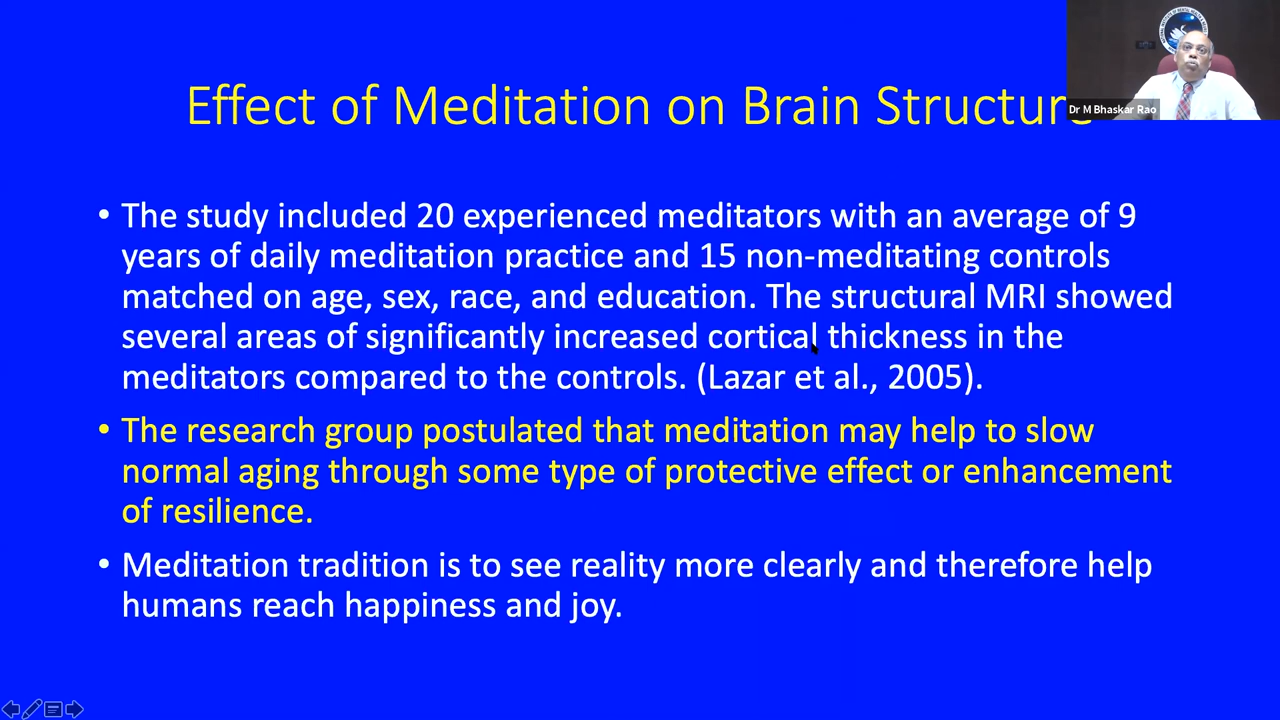 Effect of Meditation on Brain Structure
Dr M Bhaskar Rao
• The study included 20 experienced meditators with an average of 9
years of daily meditation practice and 15 non-meditating controls
matched on age, sex, race, and education. The structural MRI showed
several areas of significantly increased cortical thickness in the
meditators compared to the controls. (Lazar et al., 2005).
• The research group postulated that meditation may help to slow
normal aging through some type of protective effect or enhancement
of resilience.
• Meditation tradition is to see reality more clearly and therefore help
humans reach happiness and joy.